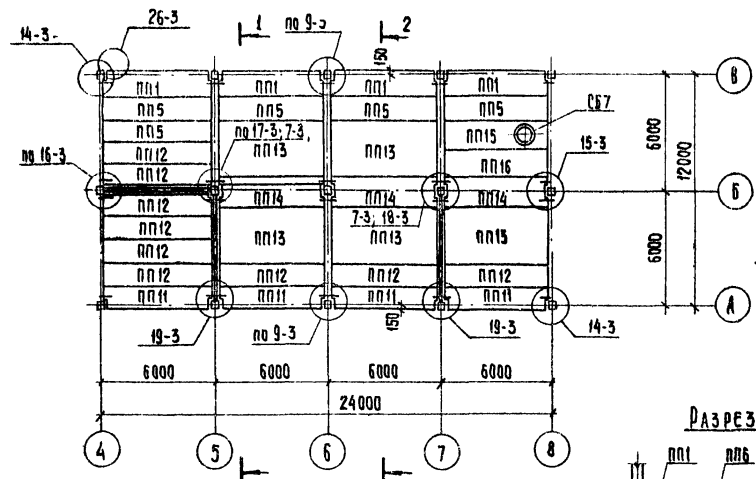 14-3
26-3
1
по 9-3
2
150
В
ПП1 ПП1 ПП1 ПП1
ПП5 ПП5 ПП5 ПП5
СБ7
ПП5 по 17-3; 7-3, ПП15
ПП12 ПП13 ПП13
15-3
по 16-3
ПП12 ПП16
6000
12000
Б
ПП12 ПП14 ПП14 ПП14
ПП12 7-3; 18-3
ПП12 ПП13 ПП13 ПП13
6000
ПП12 ПП12 ПП12 ПП12
ПП11 ПП11 ПП11 ПП11
А
150
19-3 по 9-3 19-3 14-3
6000 6000 6000 6000
24000
4 5 6 7 8
Разрез
ПП1 ПП6